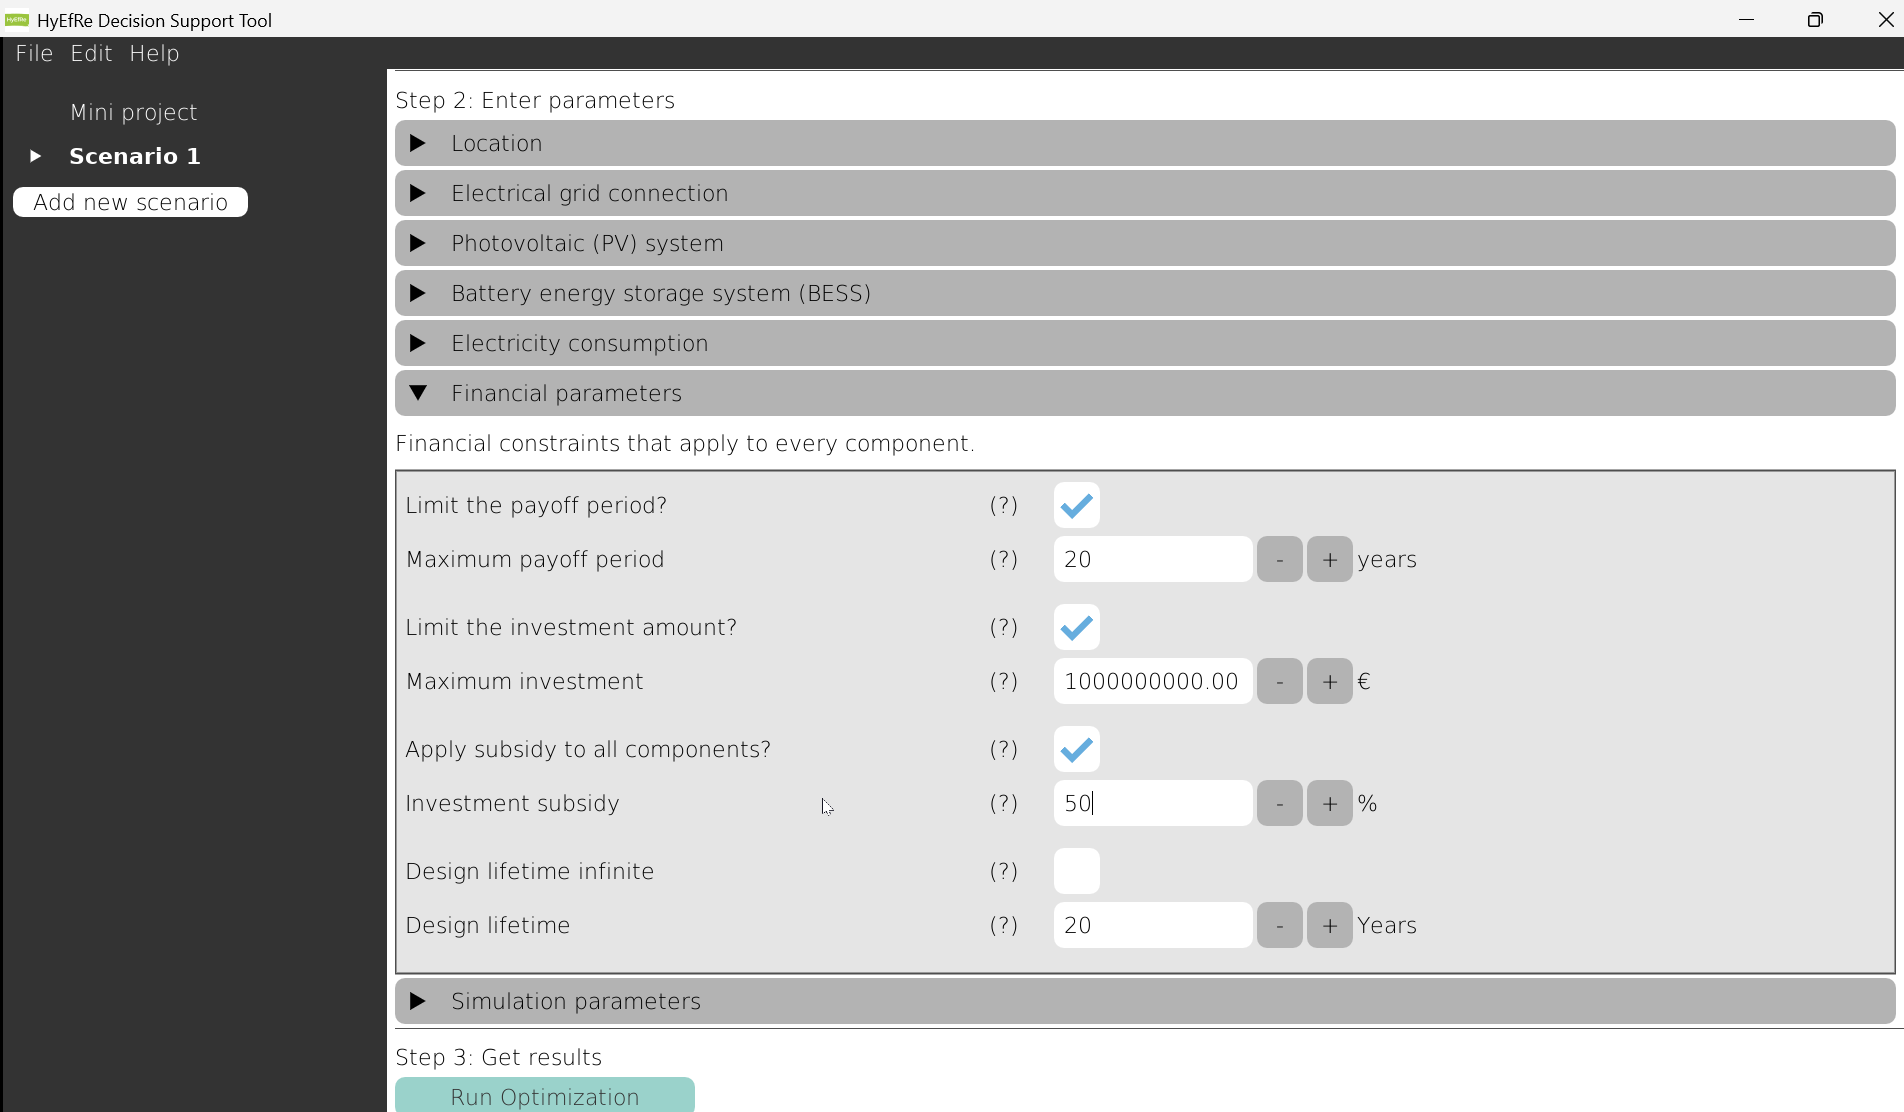 HyEfRe HyEfRe Decision Support Tool
File Edit Help
Mini project
Scenario 1
Add new scenario
Step 2: Enter parameters
Location
Electrical grid connection
Photovoltaic (PV) system
Battery energy storage system (BESS)
Electricity consumption
Financial parameters
Financial constraints that apply to every component.
Limit the payoff period? (?)
Maximum payoff period (?) 20 - + years
Limit the investment amount? (?)
Maximum investment (?) 1000000000.00 - + €
Apply subsidy to all components? (?)
Investment subsidy (?) 50 - + %
Design lifetime infinite (?)
Design lifetime (?) 20 - + Years
Simulation parameters
Step 3: Get results
Run Optimization